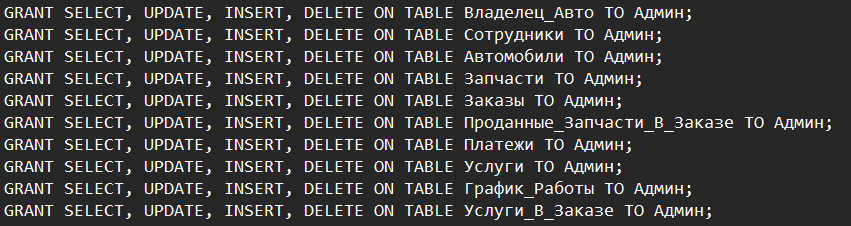 GRANT SELECT, UPDATE, INSERT, DELETE ON TABLE Владелец_Авто TO Админ;
GRANT SELECT, UPDATE, INSERT, DELETE ON TABLE Сотрудники TO Админ;
GRANT SELECT, UPDATE, INSERT, DELETE ON TABLE Автомобили TO Админ;
GRANT SELECT, UPDATE, INSERT, DELETE ON TABLE Запчасти TO Админ;
GRANT SELECT, UPDATE, INSERT, DELETE ON TABLE Заказы TO Админ;
GRANT SELECT, UPDATE, INSERT, DELETE ON TABLE Проданные_Запчасти_В_Заказе TO Админ;
GRANT SELECT, UPDATE, INSERT, DELETE ON TABLE Платежи TO Админ;
GRANT SELECT, UPDATE, INSERT, DELETE ON TABLE Услуги TO Админ;
GRANT SELECT, UPDATE, INSERT, DELETE ON TABLE График_Работы TO Админ;
GRANT SELECT, UPDATE, INSERT, DELETE ON TABLE Услуги_В_Заказе TO Админ;